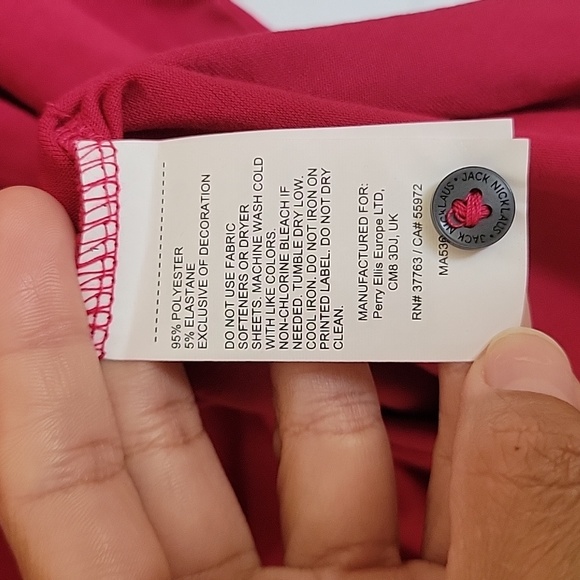 95% POLYESTER
5% ELASTANE
EXCLUSIVE OF DECORATION
DO NOT USE FABRIC
SOFTENERS OR DRYER
SHEETS. MACHINE WASH COLD
WITH LIKE COLORS.
NON-CHLORINE BLEACH IF
NEEDED. TUMBLE DRY LOW.
COOL IRON. DO NOT IRON ON
PRINTED LABEL. DO NOT DRY
CLEAN.
MANUFACTURED FOR:
Perry Ellis Europe LTD,
CM8 3DJ, UK
RN# 37763 / CA# 55972
JACK NICKLAUS • JACK NICKLAUS •